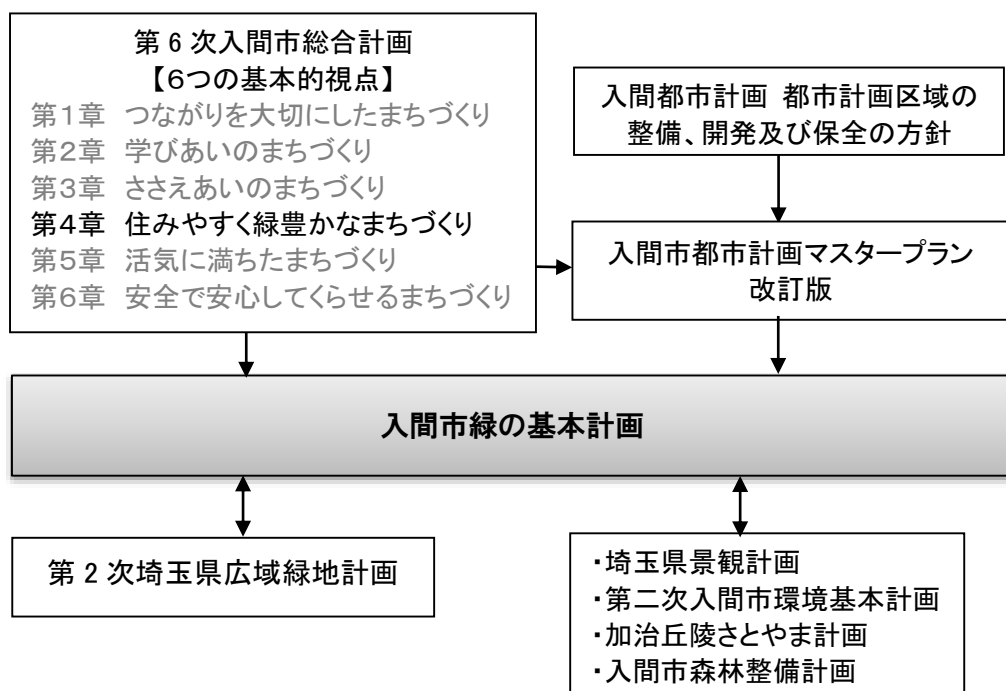 第6次入間市総合計画
【6つの基本的視点】
第1章 つながりを大切にしたまちづくり
第2章 学びあいのまちづくり
第3章 ささえあいのまちづくり
第4章 住みやすく緑豊かなまちづくり
第5章 活気に満ちたまちづくり
第6章 安全で安心してくらせるまちづくり
入間都市計画 都市計画区域の
整備、開発及び保全の方針
入間市都市計画マスタープラン
改訂版
入間市緑の基本計画
第2次埼玉県広域緑地計画
・埼玉県景観計画
・第二次入間市環境基本計画
・加治丘陵さとやま計画
・入間市森林整備計画